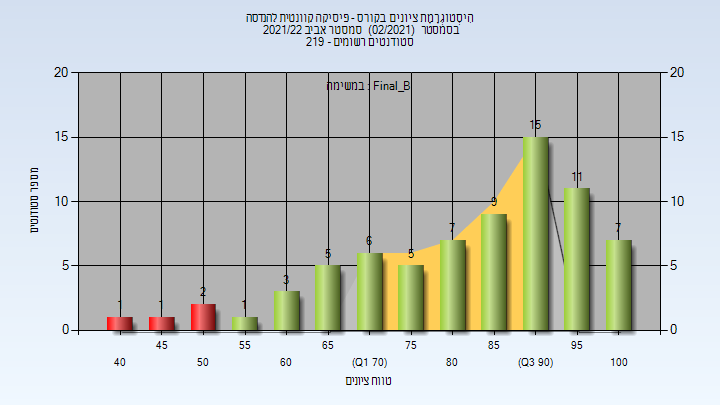 היסטוגרמת ציונים בקורס - פיסיקה קוונטית להנדסה
בסמסטר (02/2021) סמסטר אביב 2021/22
סטודנטים רשומים - 219
במשימה : Final_B
20 20
15 15
10 10
5 5
0 0
מספר סטודנטים
1 1 2 1 3 5 6 5 7 9 15 11 7
45 55 65 75 85 95
40 50 60 (Q1 70) 80 (Q3 90) 100
טווח ציונים